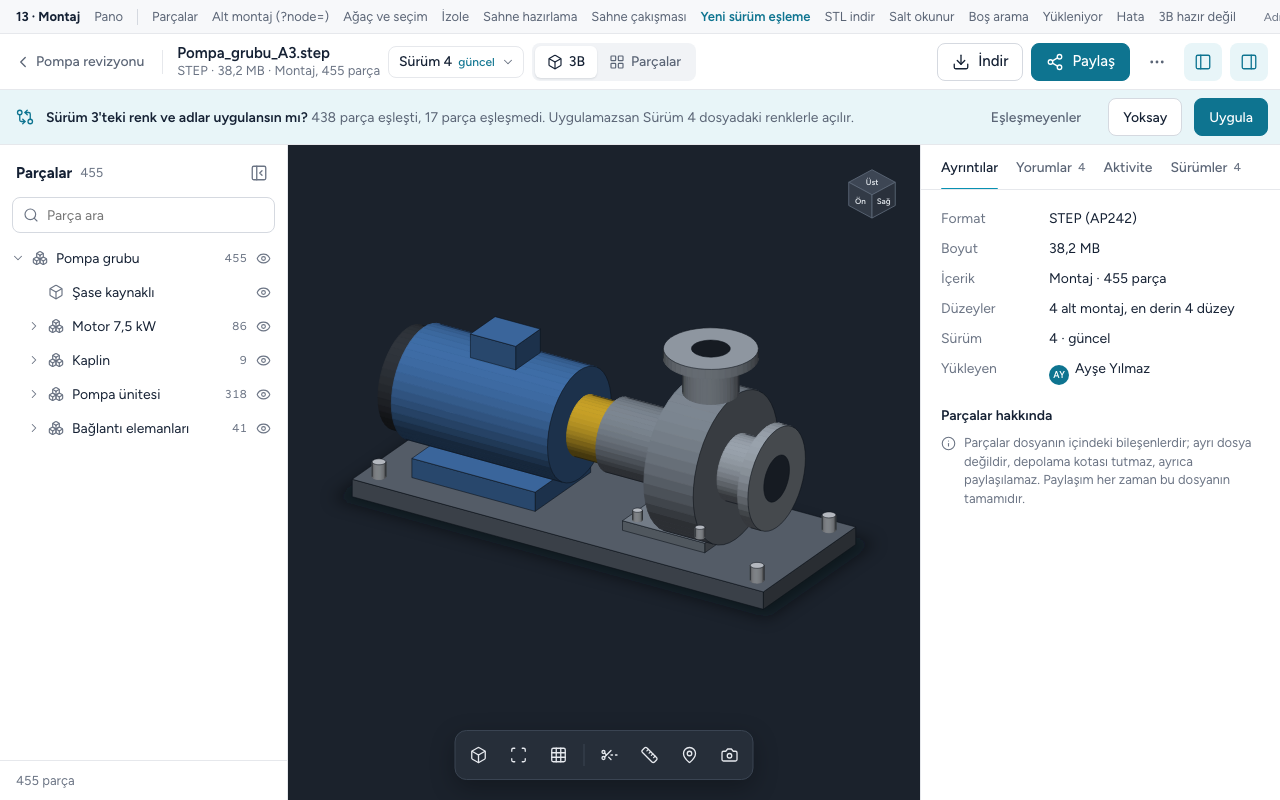 13 · Montaj Pano Parçalar Alt montaj (?node=) Ağaç ve seçim İzole Sahne hazırlama Sahne çakışması Yeni sürüm eşleme STL indir Salt okunur Boş arama Yükleniyor Hata 3B hazır değil
Pompa revizyonu
Pompa_grubu_A3.step
STEP · 38,2 MB · Montaj, 455 parça
Sürüm 4 güncel
3B Parçalar
İndir Paylaş
Sürüm 3'teki renk ve adlar uygulansın mı? 438 parça eşleşti, 17 parça eşleşmedi. Uygulamazsan Sürüm 4 dosyadaki renklerle açılır.
Eşleşmeyenler Yoksay Uygula
Parçalar 455
Parça ara
Pompa grubu 455
Şase kaynaklı
Motor 7,5 kW 86
Kaplin 9
Pompa ünitesi 318
Bağlantı elemanları 41
455 parça
Üst
Ön Sağ
Ayrıntılar Yorumlar 4 Aktivite Sürümler 4
Format STEP (AP242)
Boyut 38,2 MB
İçerik Montaj · 455 parça
Düzeyler 4 alt montaj, en derin 4 düzey
Sürüm 4 · güncel
Yükleyen AY Ayşe Yılmaz
Parçalar hakkında
Parçalar dosyanın içindeki bileşenlerdir; ayrı dosya
değildir, depolama kotası tutmaz, ayrıca
paylaşılamaz. Paylaşım her zaman bu dosyanın
tamamıdır.